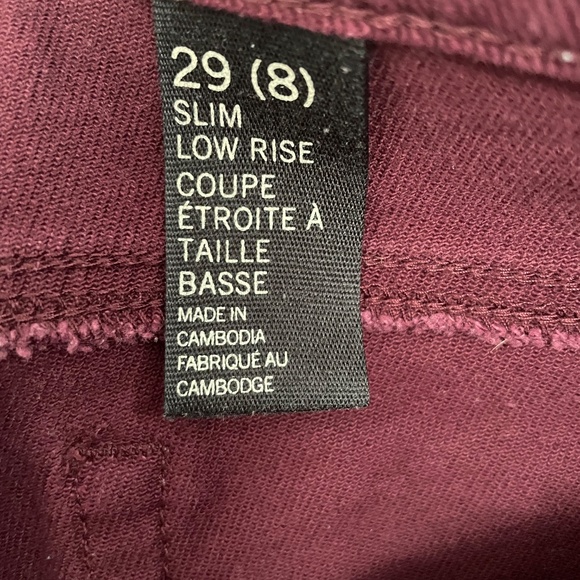 29 (8)
SLIM
LOW RISE
COUPE
ÉTROITE À
TAILLE
BASSE
MADE IN
CAMBODIA
FABRIQUÉ AU
CAMBODGE